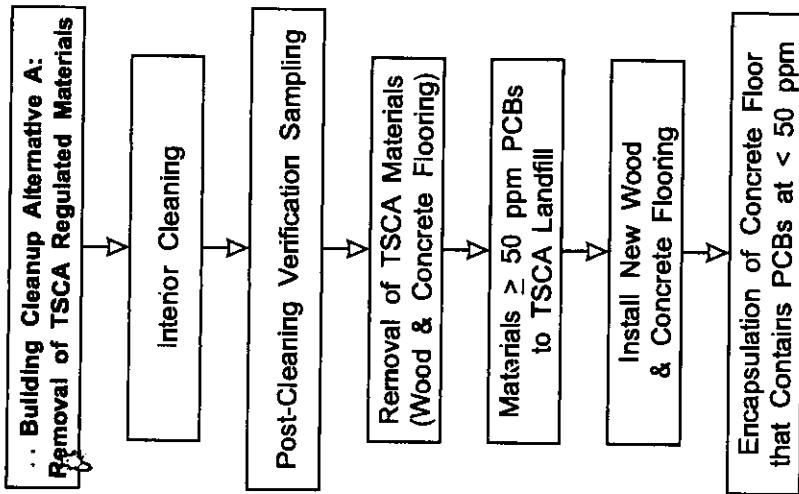 Building Cleanup Alternative A:
Removal of TSCA Regulated Materials
Interior Cleaning
Post-Cleaning Verification Sampling
Removal of TSCA Materials
(Wood & Concrete Flooring)
Materials ≥ 50 ppm PCBs
to TSCA Landfill
Install New Wood
& Concrete Flooring
Encapsulation of Concrete Floor
that Contains PCBs at < 50 ppm